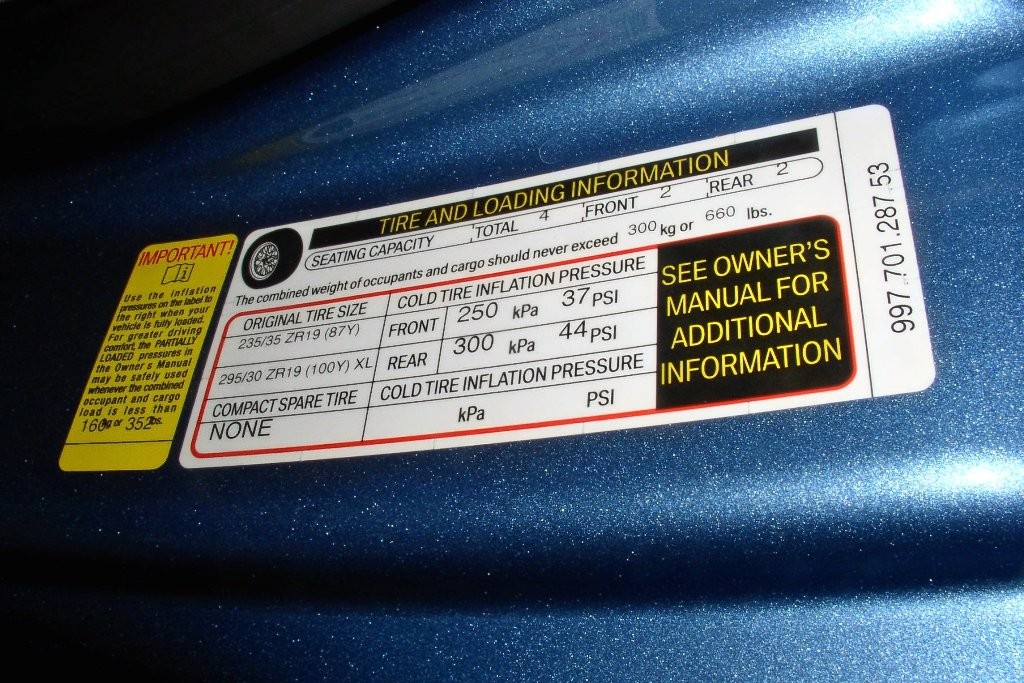 IMPORTANT!
Use the inflation
pressures on the label to
the right when your
vehicle is fully loaded.
For greater driving
comfort, the PARTIALLY
LOADED pressures in
the Owner's Manual
may be safely used
whenever the combined
occupant and cargo
load is less than
160kg or 352lbs.
TIRE AND LOADING INFORMATION
SEATING CAPACITY TOTAL 4 FRONT 2 REAR 2
The combined weight of occupants and cargo should never exceed 300 kg or 660 lbs.
ORIGINAL TIRE SIZE COLD TIRE INFLATION PRESSURE
235/35 ZR19 (87Y) FRONT 250 kPa 37 PSI
295/30 ZR19 (100Y) XL REAR 300 kPa 44 PSI
COMPACT SPARE TIRE COLD TIRE INFLATION PRESSURE
NONE kPa PSI
SEE OWNER'S
MANUAL FOR
ADDITIONAL
INFORMATION
997.701.287.53